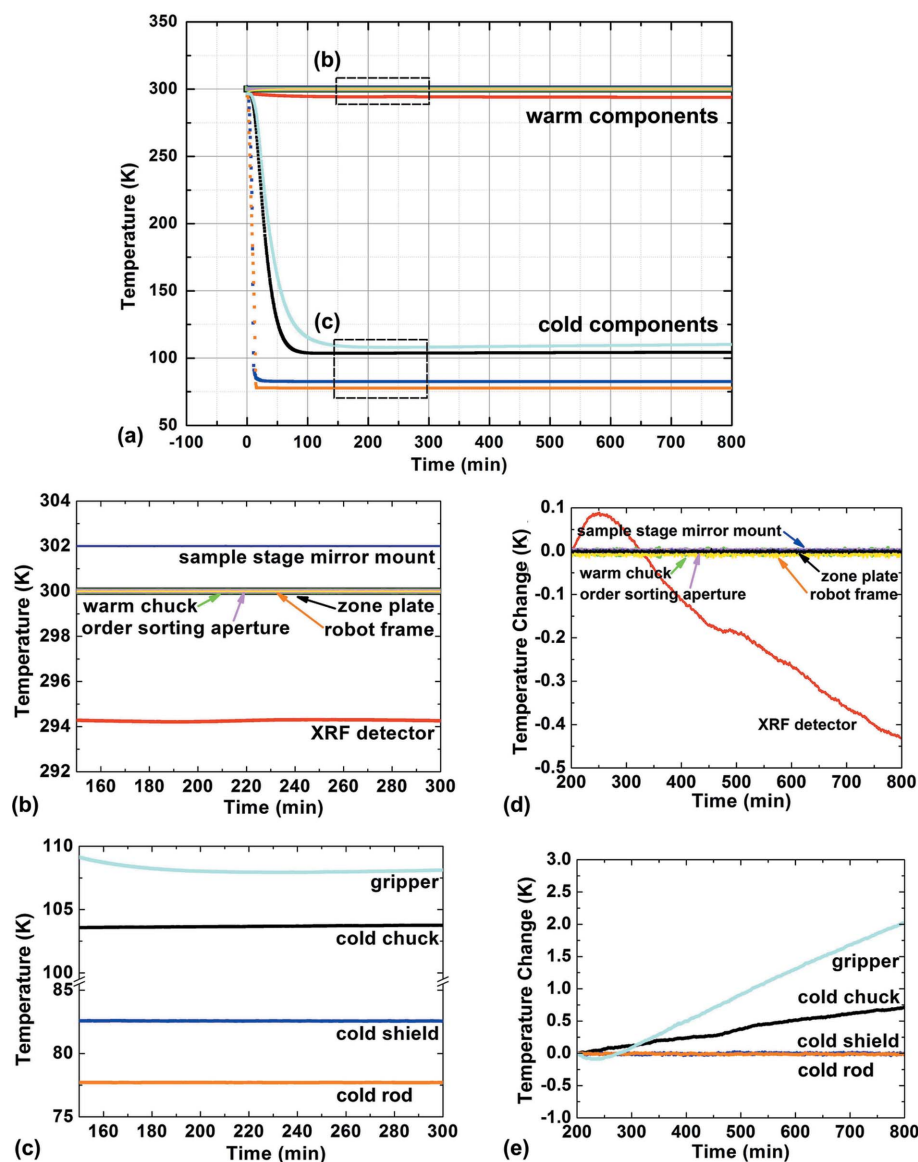 (b)
350
300
250
200
150
100
50
Temperature (K)
warm components
(c)
cold components
-100 0 100 200 300 400 500 600 700 800
(a)
Time (min)
304
302
300
298
296
294
292
Temperature (K)
sample stage mirror mount
warm chuck
zone plate
order sorting aperture
robot frame
XRF detector
160 180 200 220 240 260 280 300
(b)
Time (min)
0.1
0.0
-0.1
-0.2
-0.3
-0.4
-0.5
Temperature Change (K)
sample stage mirror mount
warm chuck
zone plate
order sorting aperture
robot frame
XRF detector
200 300 400 500 600 700 800
(d)
Time (min)
110
105
100
85
80
75
Temperature (K)
gripper
cold chuck
cold shield
cold rod
160 180 200 220 240 260 280 300
(c)
Time (min)
3.0
2.5
2.0
1.5
1.0
0.5
0.0
-0.5
-1.0
Temperature Change (K)
gripper
cold chuck
cold shield
cold rod
200 300 400 500 600 700 800
(e)
Time (min)